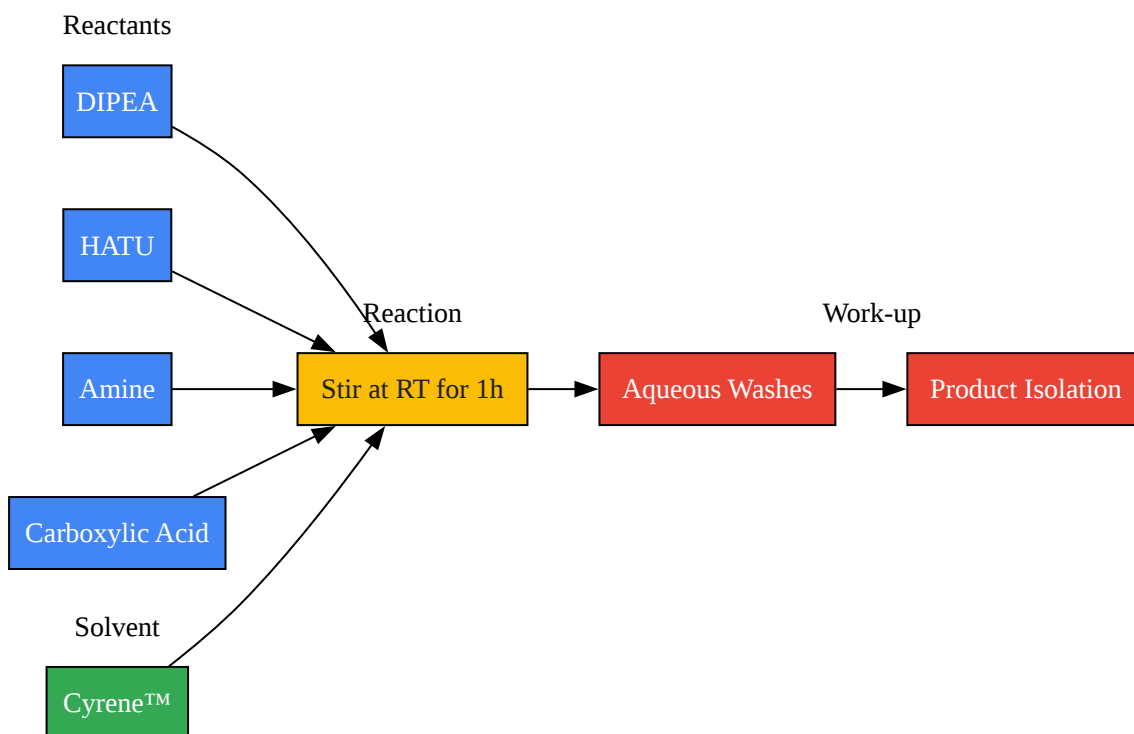 Reactants
DIPEA
HATU
Amine
Carboxylic Acid
Solvent
Cyrene™
Reaction
Stir at RT for 1h
Work-up
Aqueous Washes
Product Isolation